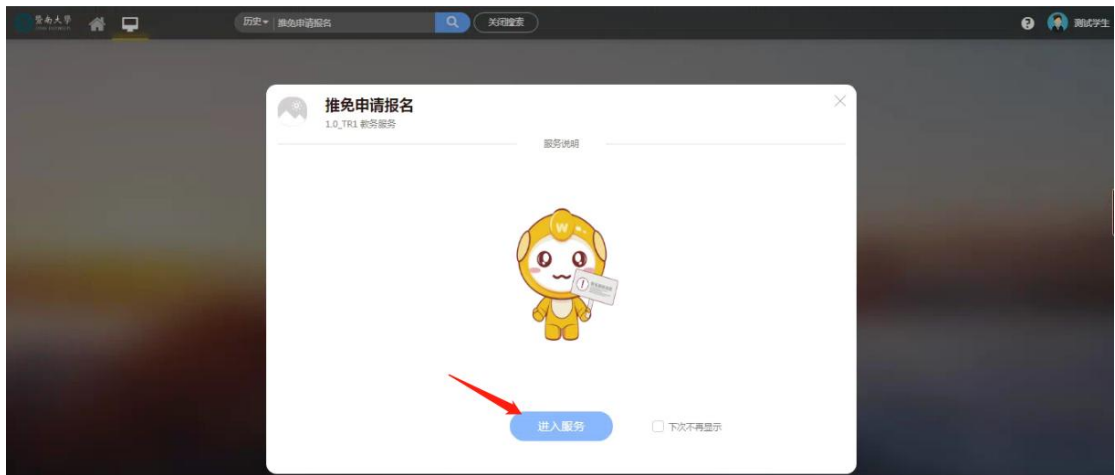 暨南大学
历史 推免申请报名
关闭搜索
测试学生
推免申请报名
1.0_TR1 教务服务
服务说明
W
进入服务
下次不再显示